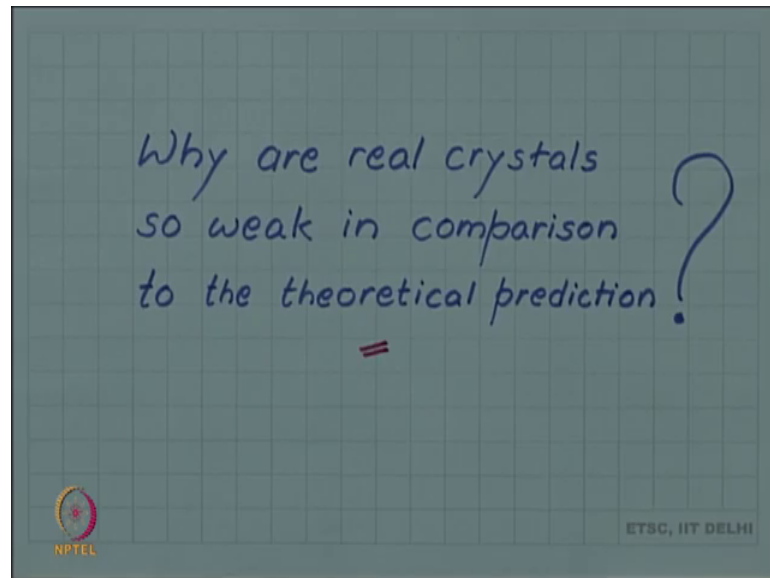 Why are real crystals
so weak in comparison
to the theoretical prediction ?
NPTEL
ETSC, IIT DELHI